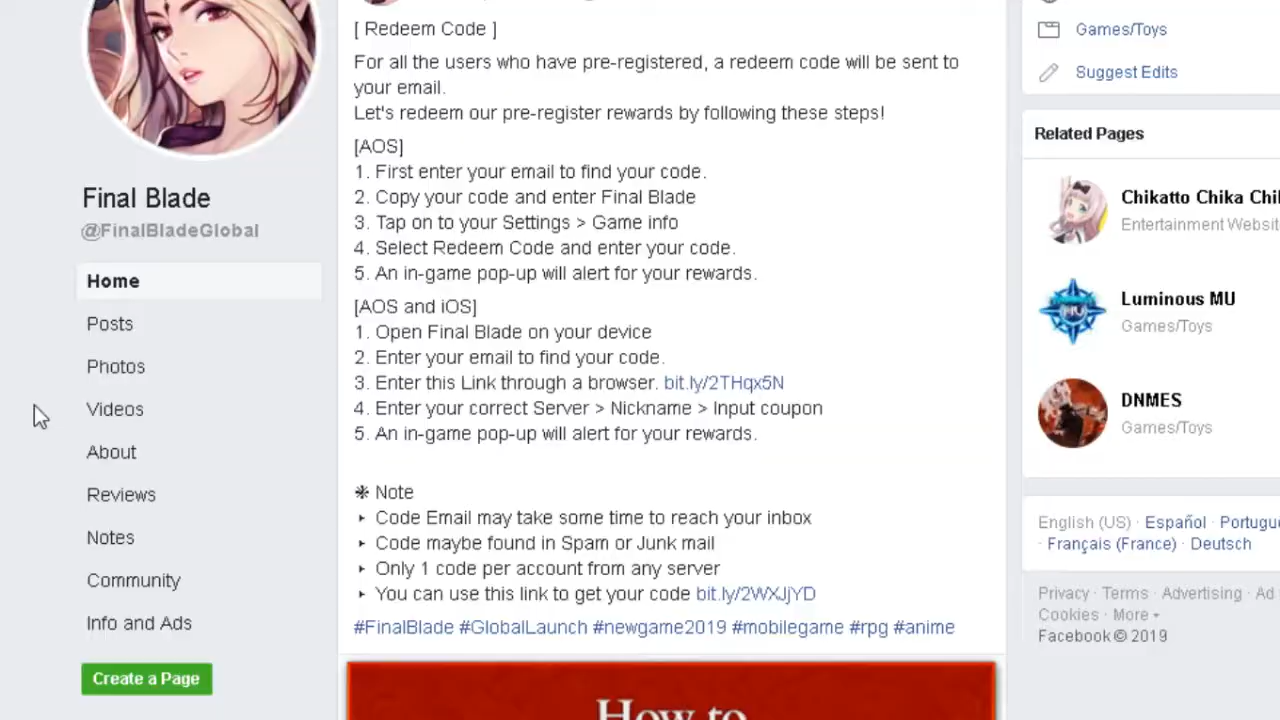 Final Blade
@FinalBladeGlobal
Home
Posts
Photos
Videos
About
Reviews
Notes
Community
Info and Ads
Create a Page
[ Redeem Code ]
For all the users who have pre-registered, a redeem code will be sent to
your email.
Let's redeem our pre-register rewards by following these steps!
[AOS]
1. First enter your email to find your code.
2. Copy your code and enter Final Blade
3. Tap on to your Settings > Game info
4. Select Redeem Code and enter your code.
5. An in-game pop-up will alert for your rewards.
[AOS and iOS]
1. Open Final Blade on your device
2. Enter your email to find your code.
3. Enter this Link through a browser. bit.ly/2THqx5N
4. Enter your correct Server > Nickname > Input coupon
5. An in-game pop-up will alert for your rewards.
※ Note
‣ Code Email may take some time to reach your inbox
‣ Code maybe found in Spam or Junk mail
‣ Only 1 code per account from any server
‣ You can use this link to get your code bit.ly/2WXJjYD
#FinalBlade #GlobalLaunch #newgame2019 #mobilegame #rpg #anime
How to
Games/Toys
Suggest Edits
Related Pages
Chikatto Chika Chi
Entertainment Websit
Luminous MU
Games/Toys
DNMES
Games/Toys
English (US) · Español · Portugu
· Français (France) · Deutsch
Privacy · Terms · Advertising · Ad
Cookies · More
Facebook © 2019